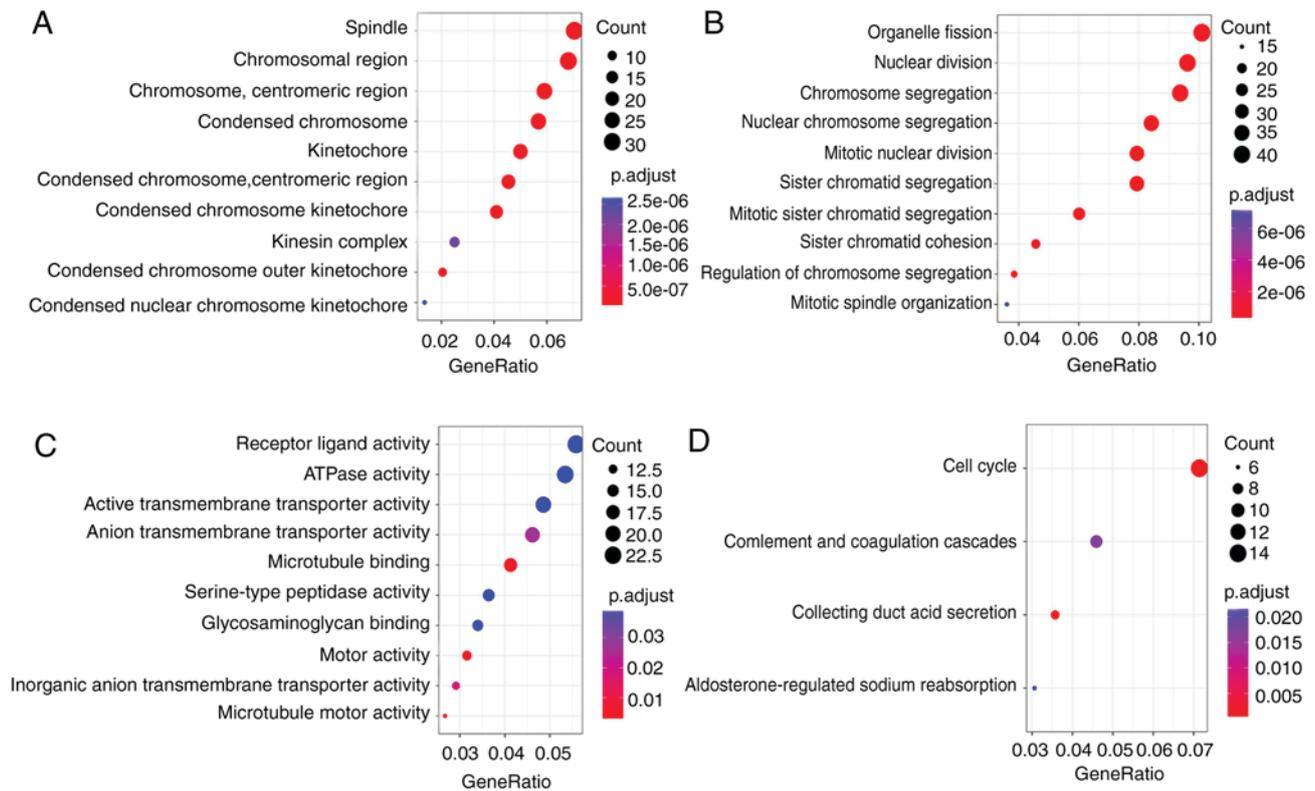 A
Spindle
Chromosomal region
Chromosome, centromeric region
Condensed chromosome
Kinetochore
Condensed chromosome,centromeric region
Condensed chromosome kinetochore
Kinesin complex
Condensed chromosome outer kinetochore
Condensed nuclear chromosome kinetochore
0.02 0.04 0.06
GeneRatio
Count
10
15
20
25
30
p.adjust
2.5e-06
2.0e-06
1.5e-06
1.0e-06
5.0e-07
B
Organelle fission
Nuclear division
Chromosome segregation
Nuclear chromosome segregation
Mitotic nuclear division
Sister chromatid segregation
Mitotic sister chromatid segregation
Sister chromatid cohesion
Regulation of chromosome segregation
Mitotic spindle organization
0.04 0.06 0.08 0.10
GeneRatio
Count
15
20
25
30
35
40
p.adjust
6e-06
4e-06
2e-06
C
Receptor ligand activity
ATPase activity
Active transmembrane transporter activity
Anion transmembrane transporter activity
Microtubule binding
Serine-type peptidase activity
Glycosaminoglycan binding
Motor activity
Inorganic anion transmembrane transporter activity
Microtubule motor activity
0.03 0.04 0.05
GeneRatio
Count
12.5
15.0
17.5
20.0
22.5
p.adjust
0.03
0.02
0.01
D
Cell cycle
Comlement and coagulation cascades
Collecting duct acid secretion
Aldosterone-regulated sodium reabsorption
0.03 0.04 0.05 0.06 0.07
GeneRatio
Count
6
8
10
12
14
p.adjust
0.020
0.015
0.010
0.005